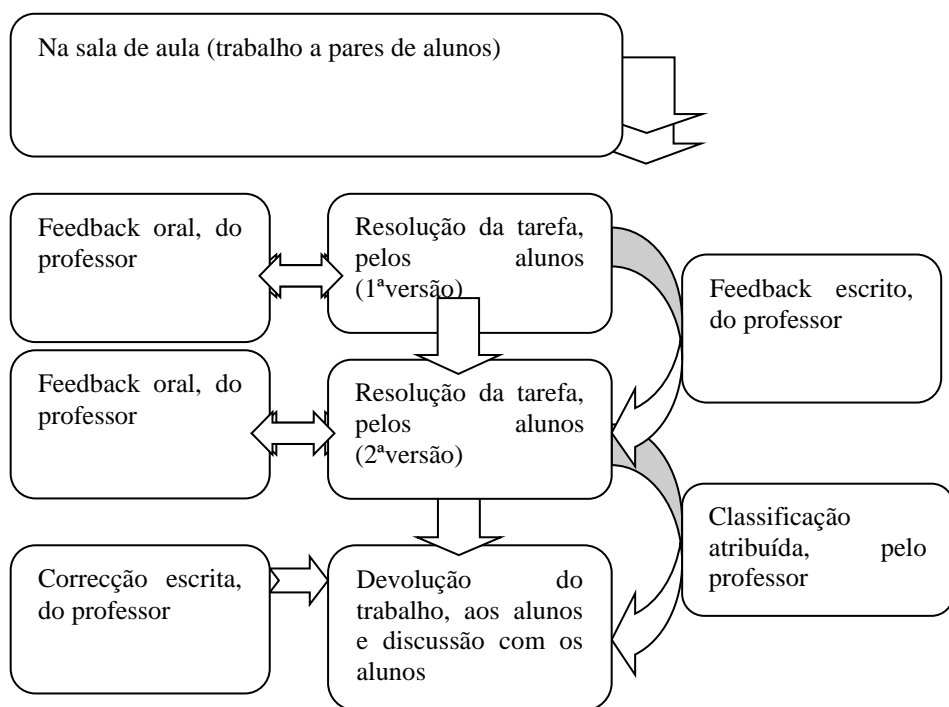 Na sala de aula (trabalho a pares de alunos)
Feedback oral, do
professor
Resolução da tarefa,
pelos alunos
(1ªversão)
Feedback escrito,
do professor
Feedback oral, do
professor
Resolução da tarefa,
pelos alunos
(2ªversão)
Classificação
atribuída, pelo
professor
Correcção escrita,
do professor
Devolução do
trabalho, aos alunos
e discussão com os
alunos